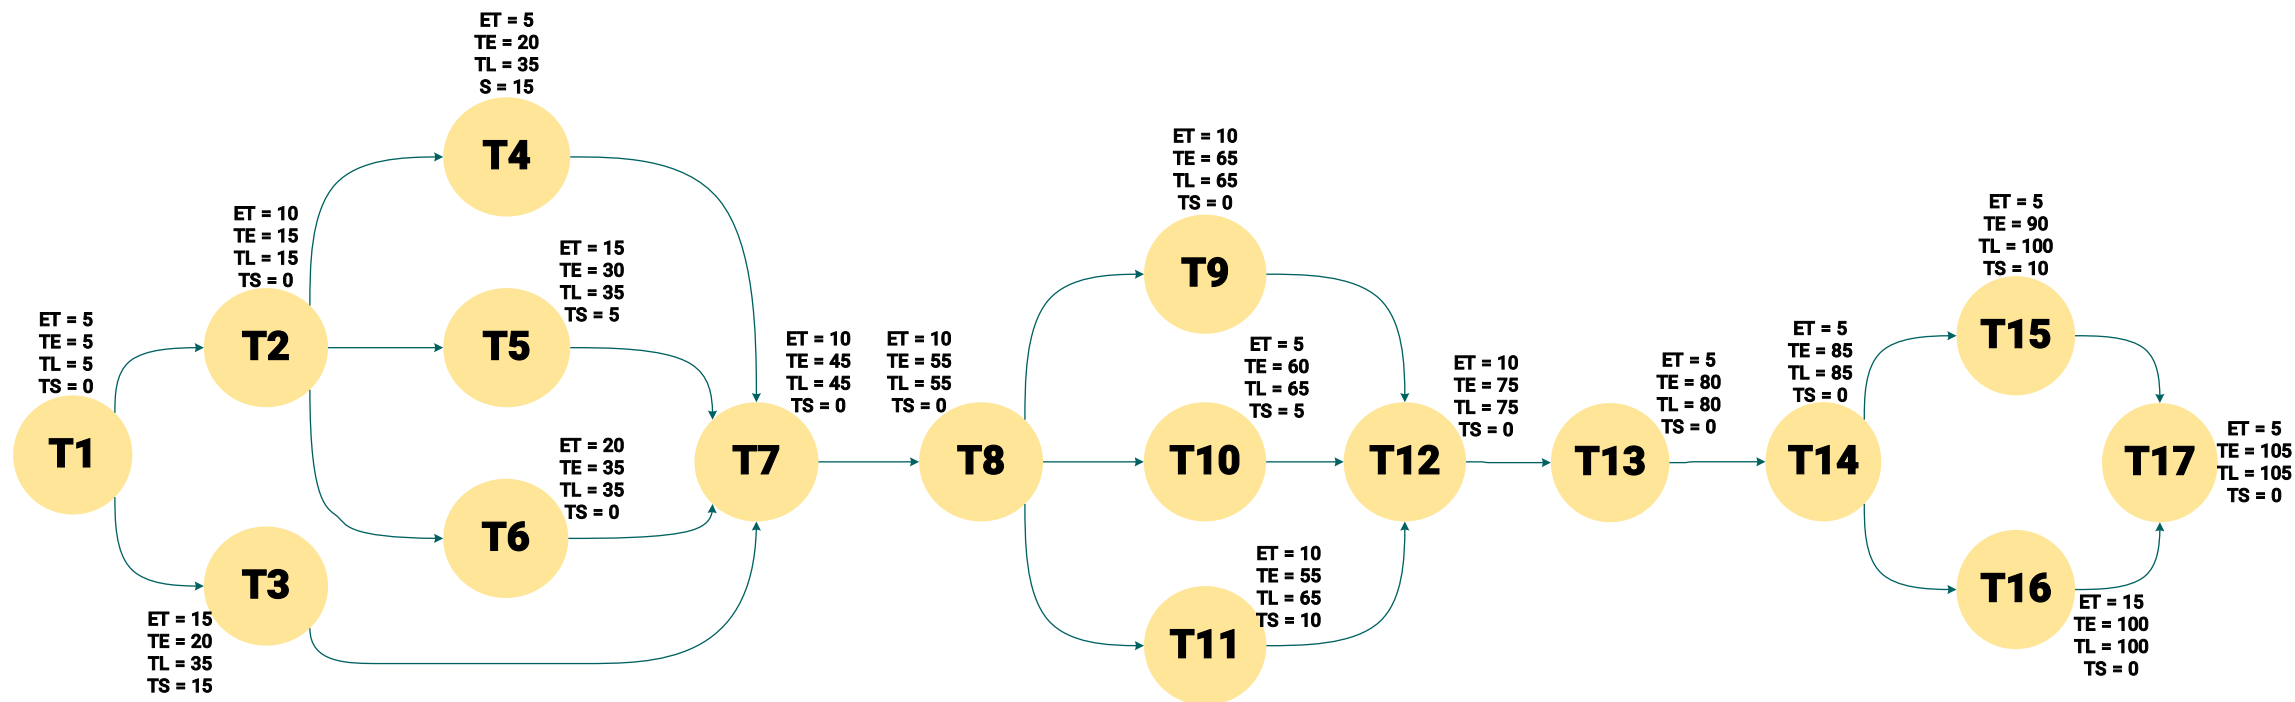 ET = 5
TE = 20
TL = 35
S = 15
T4
ET = 10
TE = 65
TL = 65
TS = 0
T9
ET = 5
TE = 90
TL = 100
TS = 10
T15
ET = 10
TE = 15
TL = 15
TS = 0
T2
ET = 15
TE = 30
TL = 35
TS = 5
T5
ET = 5
TE = 5
TL = 5
TS = 0
T1
ET = 20
TE = 35
TL = 35
TS = 0
T6
ET = 10
TE = 45
TL = 45
TS = 0
T7
ET = 10
TE = 55
TL = 55
TS = 0
T8
ET = 5
TE = 60
TL = 65
TS = 5
T10
ET = 10
TE = 75
TL = 75
TS = 0
T12
ET = 5
TE = 80
TL = 80
TS = 0
T13
ET = 5
TE = 85
TL = 85
TS = 0
T14
ET = 5
TE = 105
TL = 105
TS = 0
T17
T3
ET = 15
TE = 20
TL = 35
TS = 15
ET = 10
TE = 55
TL = 65
TS = 10
T11
T16
ET = 15
TE = 100
TL = 100
TS = 0